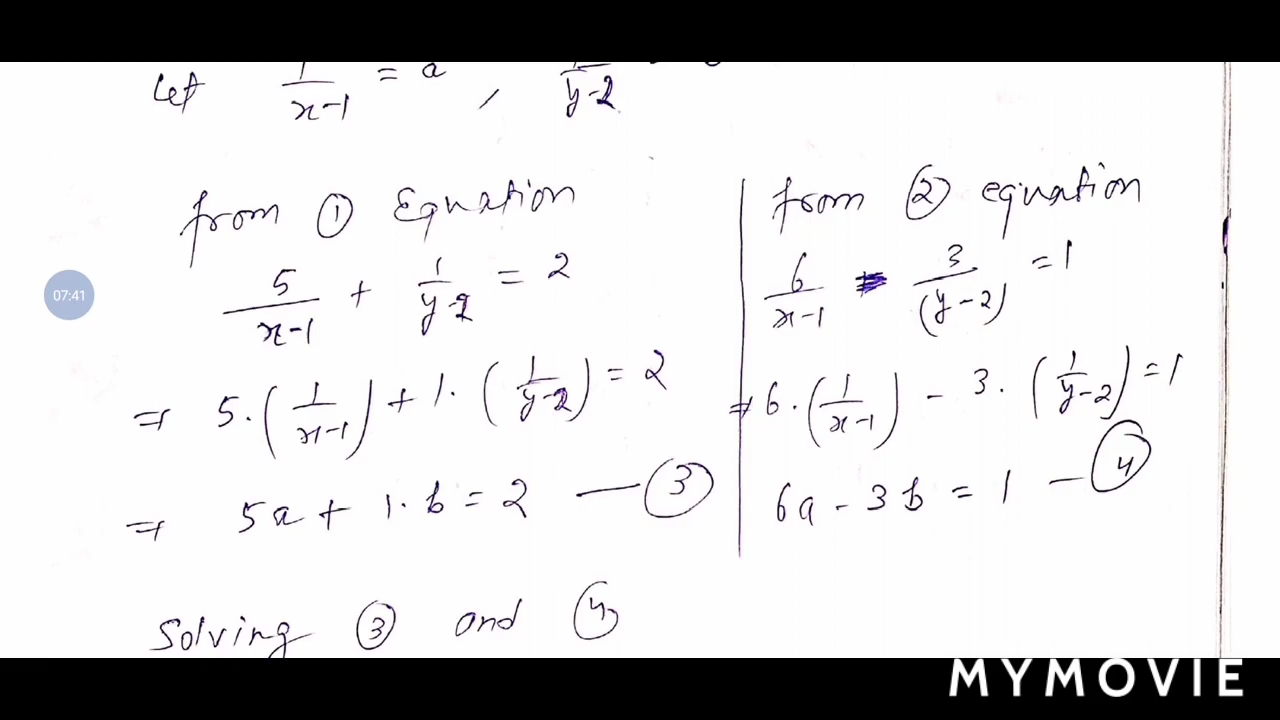 Let 1/(x-1) = a , 1/(y-2)
from ① Equation
5/(x-1) + 1/(y-2) = 2
⇒ 5·(1/(x-1)) + 1·(1/(y-2)) = 2
⇒ 5a + 1·b = 2 — ③
from ② equation
6/(x-1) - 3/(y-2) = 1
⇒ 6·(1/(x-1)) - 3·(1/(y-2)) = 1
6a - 3b = 1 — ④
Solving ③ and ④
07:41
MYMOVIE